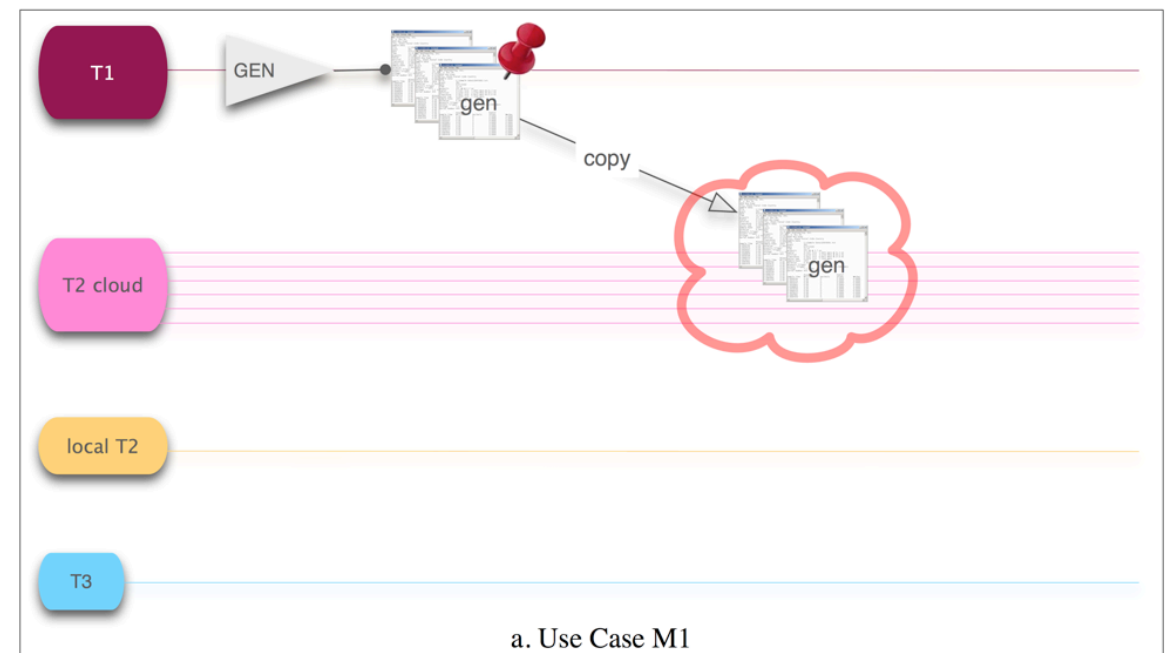 T1
GEN
gen
copy
gen
T2 cloud
local T2
T3
a. Use Case M1